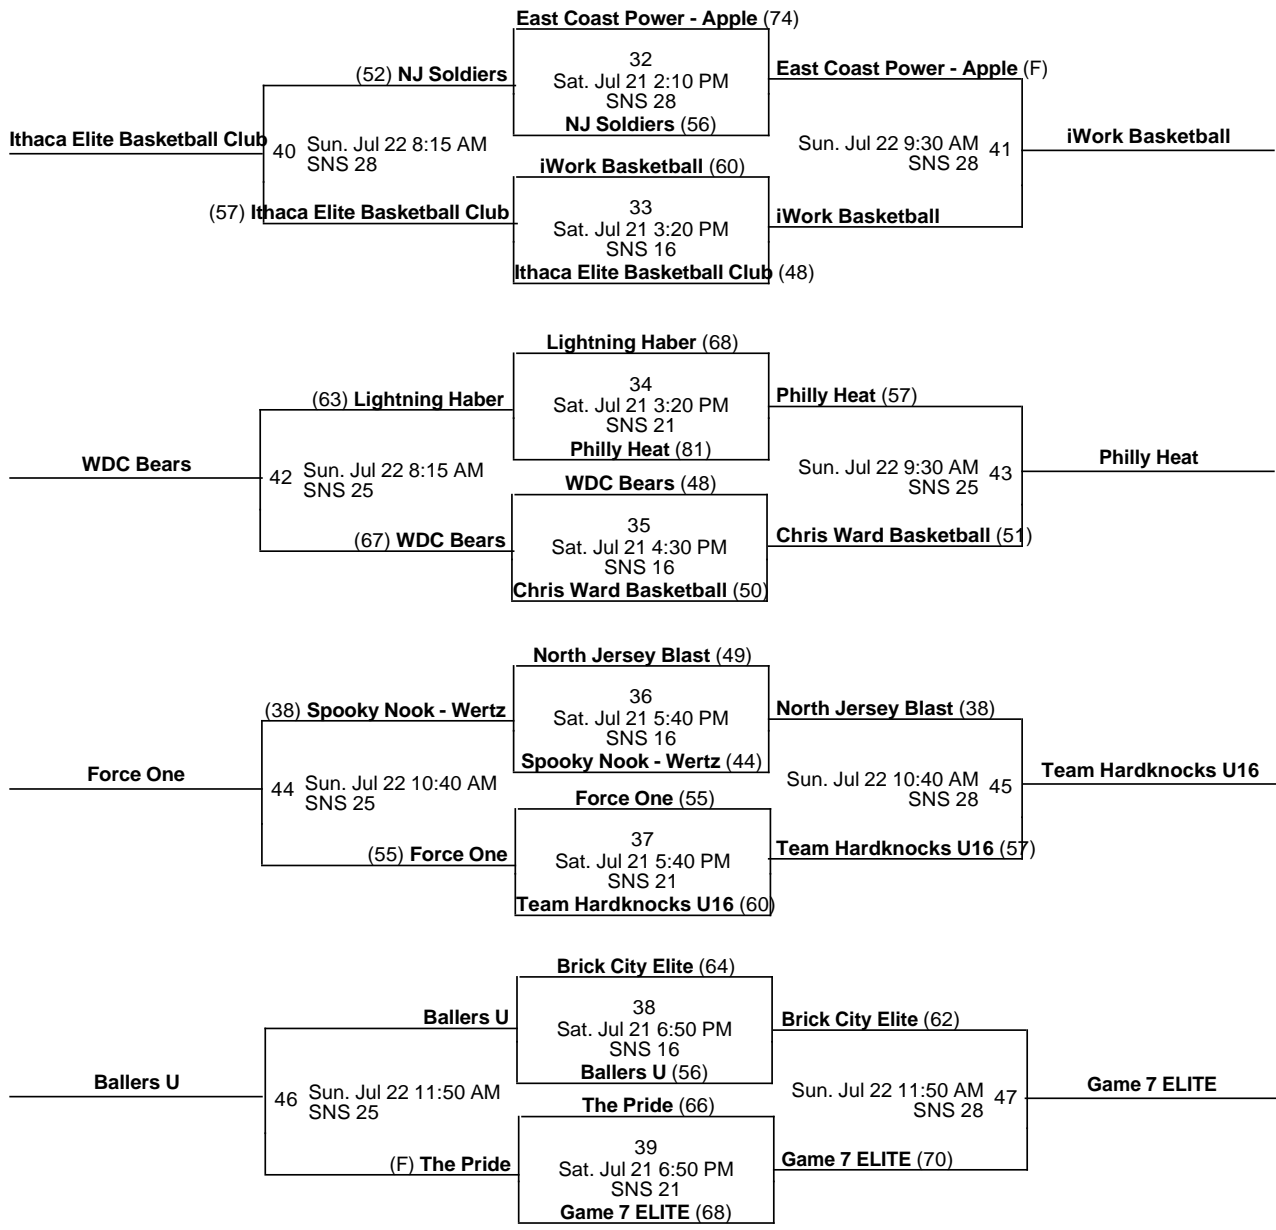 East Coast Power - Apple (74)
32
Sat. Jul 21 2:10 PM
SNS 28
NJ Soldiers (56)
(52) NJ Soldiers
East Coast Power - Apple (F)
Ithaca Elite Basketball Club
40 Sun. Jul 22 8:15 AM
SNS 28
Sun. Jul 22 9:30 AM 41
SNS 28
iWork Basketball
iWork Basketball (60)
33
Sat. Jul 21 3:20 PM
SNS 16
Ithaca Elite Basketball Club (48)
(57) Ithaca Elite Basketball Club
iWork Basketball
Lightning Haber (68)
34
Sat. Jul 21 3:20 PM
SNS 21
Philly Heat (81)
(63) Lightning Haber
Philly Heat (57)
WDC Bears
42 Sun. Jul 22 8:15 AM
SNS 25
Sun. Jul 22 9:30 AM 43
SNS 25
Philly Heat
WDC Bears (48)
35
Sat. Jul 21 4:30 PM
SNS 16
Chris Ward Basketball (50)
(67) WDC Bears
Chris Ward Basketball (51)
North Jersey Blast (49)
36
Sat. Jul 21 5:40 PM
SNS 16
Spooky Nook - Wertz (44)
(38) Spooky Nook - Wertz
North Jersey Blast (38)
Force One
44 Sun. Jul 22 10:40 AM
SNS 25
Sun. Jul 22 10:40 AM 45
SNS 28
Team Hardknocks U16
Force One (55)
37
Sat. Jul 21 5:40 PM
SNS 21
Team Hardknocks U16 (60)
(55) Force One
Team Hardknocks U16 (57)
Brick City Elite (64)
38
Sat. Jul 21 6:50 PM
SNS 16
Ballers U (56)
Ballers U
Brick City Elite (62)
Ballers U
46 Sun. Jul 22 11:50 AM
SNS 25
Sun. Jul 22 11:50 AM 47
SNS 28
Game 7 ELITE
The Pride (66)
39
Sat. Jul 21 6:50 PM
SNS 21
Game 7 ELITE (68)
(F) The Pride
Game 7 ELITE (70)